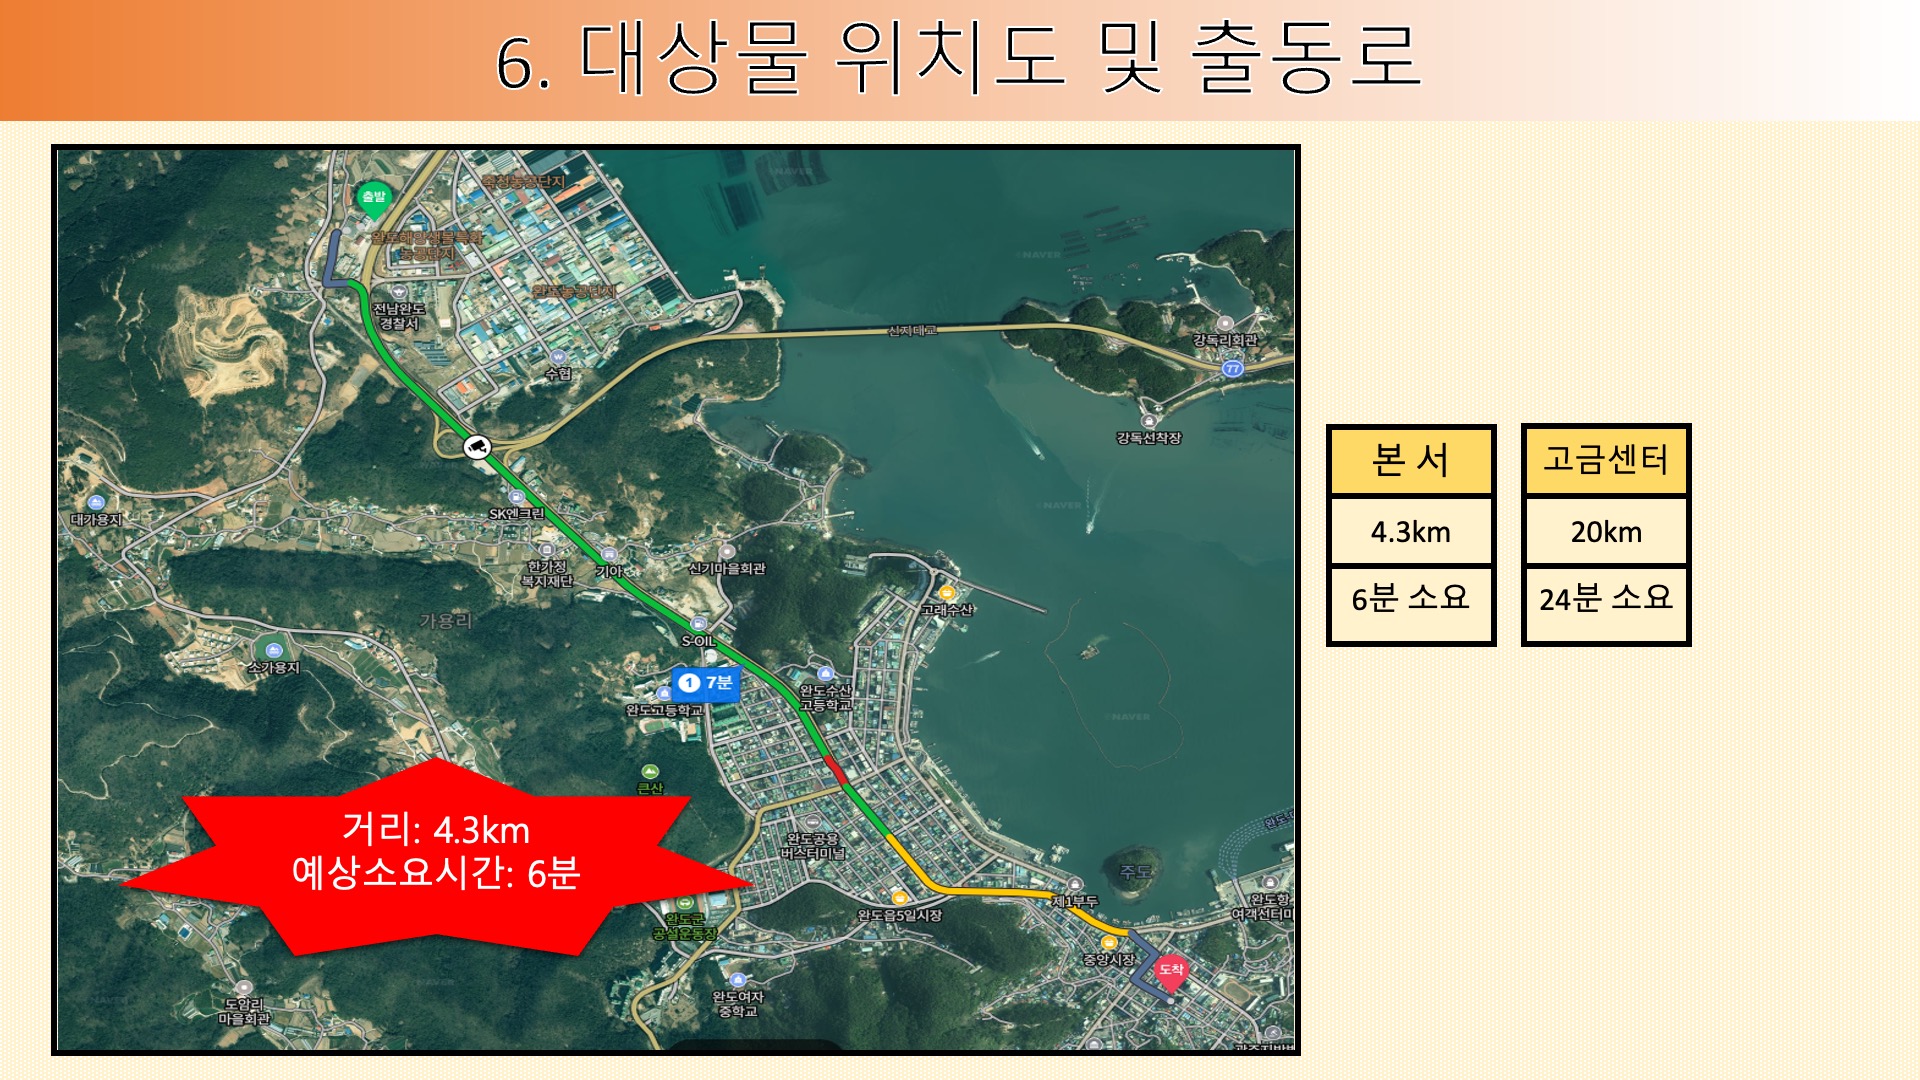 6. 대상물 위치도 및 출동로
죽청농공단지
NAVER
출발
완도해양생물특화
농공단지
NAVER
완도농공단지
전남완도
경찰서
신지대교
강독리회관
77
수협
강독선착장
본 서
고금센터
4.3km
20km
6분 소요
24분 소요
대가용지
SK엔크린
NAVER
한가정
복지재단
기아
신기마을회관
고래수산
가용리
S-OIL
소가용지
1 7분
완도고등학교
완도수산
고등학교
NAVER
큰산
거리: 4.3km
예상소요시간: 6분
완도공용
버스터미널
주도
제1부두
완도읍5일시장
완도항
여객선터미
완도군
공설운동장
중앙시장
도착
완도여자
중학교
도암리
마을회관